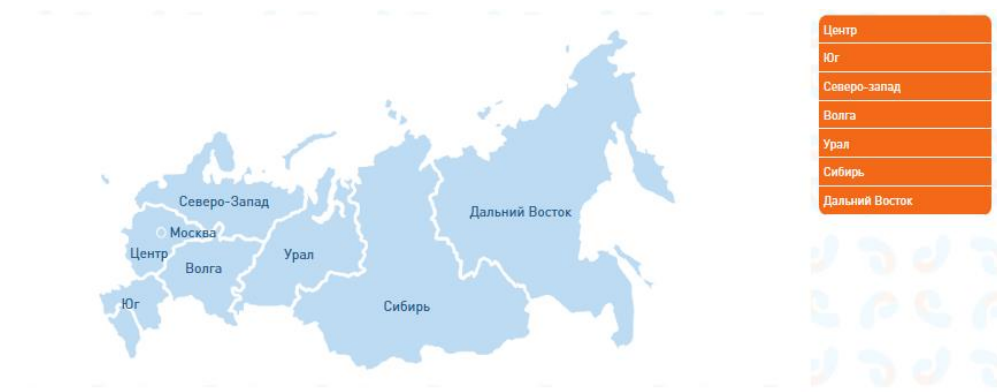 Северо-Запад
Москва
Центр
Волга
Урал
Юг
Сибирь
Дальний Восток
Центр
Юг
Северо-запад
Волга
Урал
Сибирь
Дальний Восток